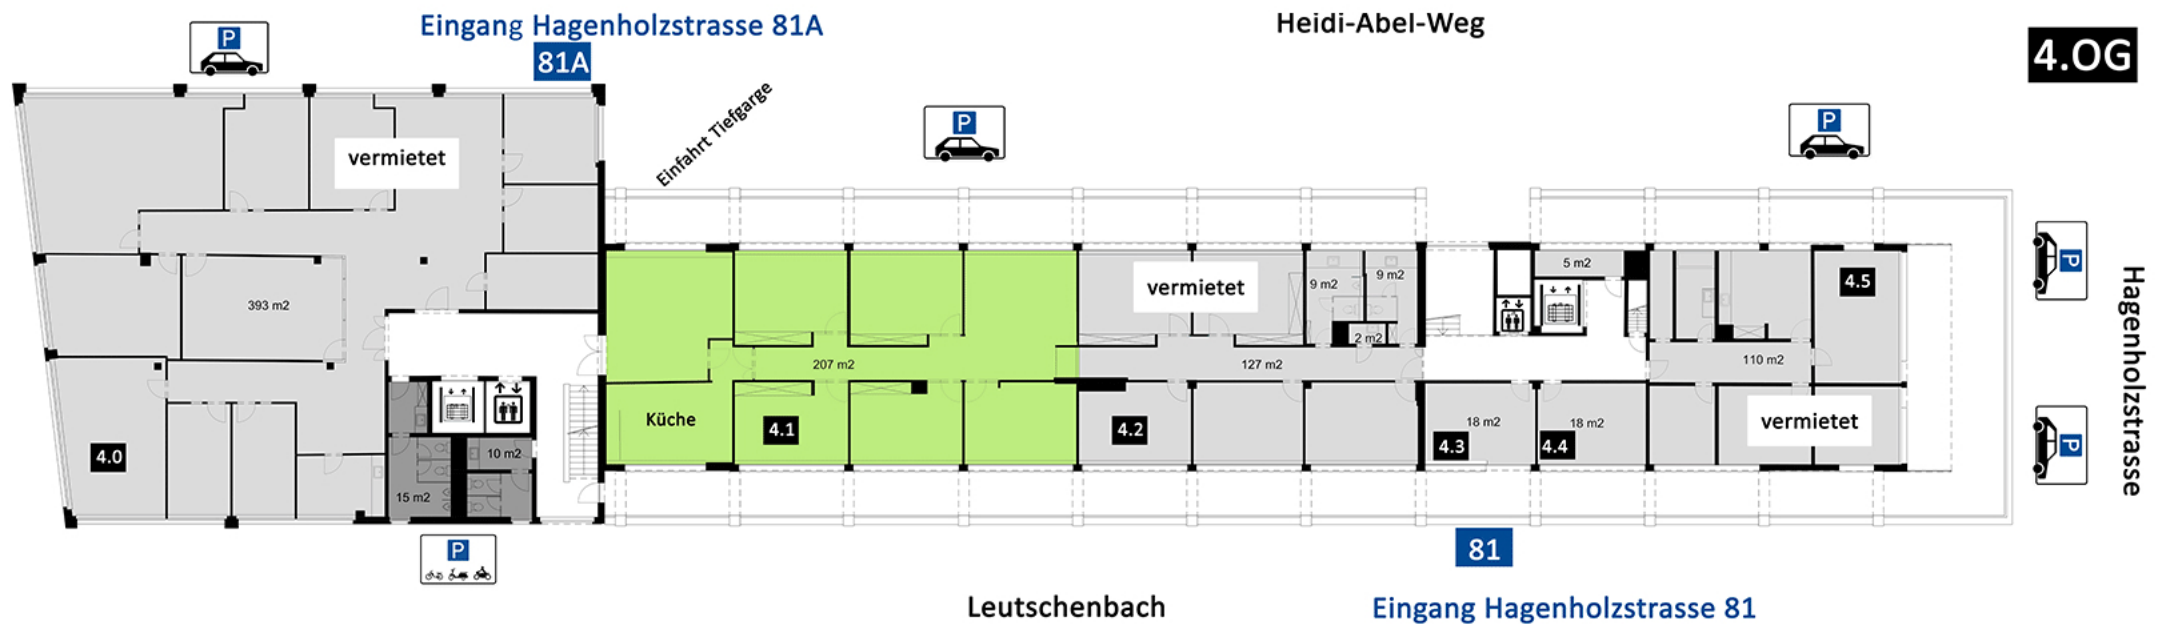 Eingang Hagenholzstrasse 81A
Heidi-Abel-Weg
4.OG
P
81A
Einfahrt Tiefgarge
P
P
vermietet
393 m2
4.0
15 m2
10 m2
P
207 m2
Küche
4.1
vermietet
9 m2
9 m2
2 m2
127 m2
4.2
5 m2
18 m2
4.3
18 m2
4.4
4.5
110 m2
vermietet
P
P
Hagenholzstrasse
81
Leutschenbach
Eingang Hagenholzstrasse 81